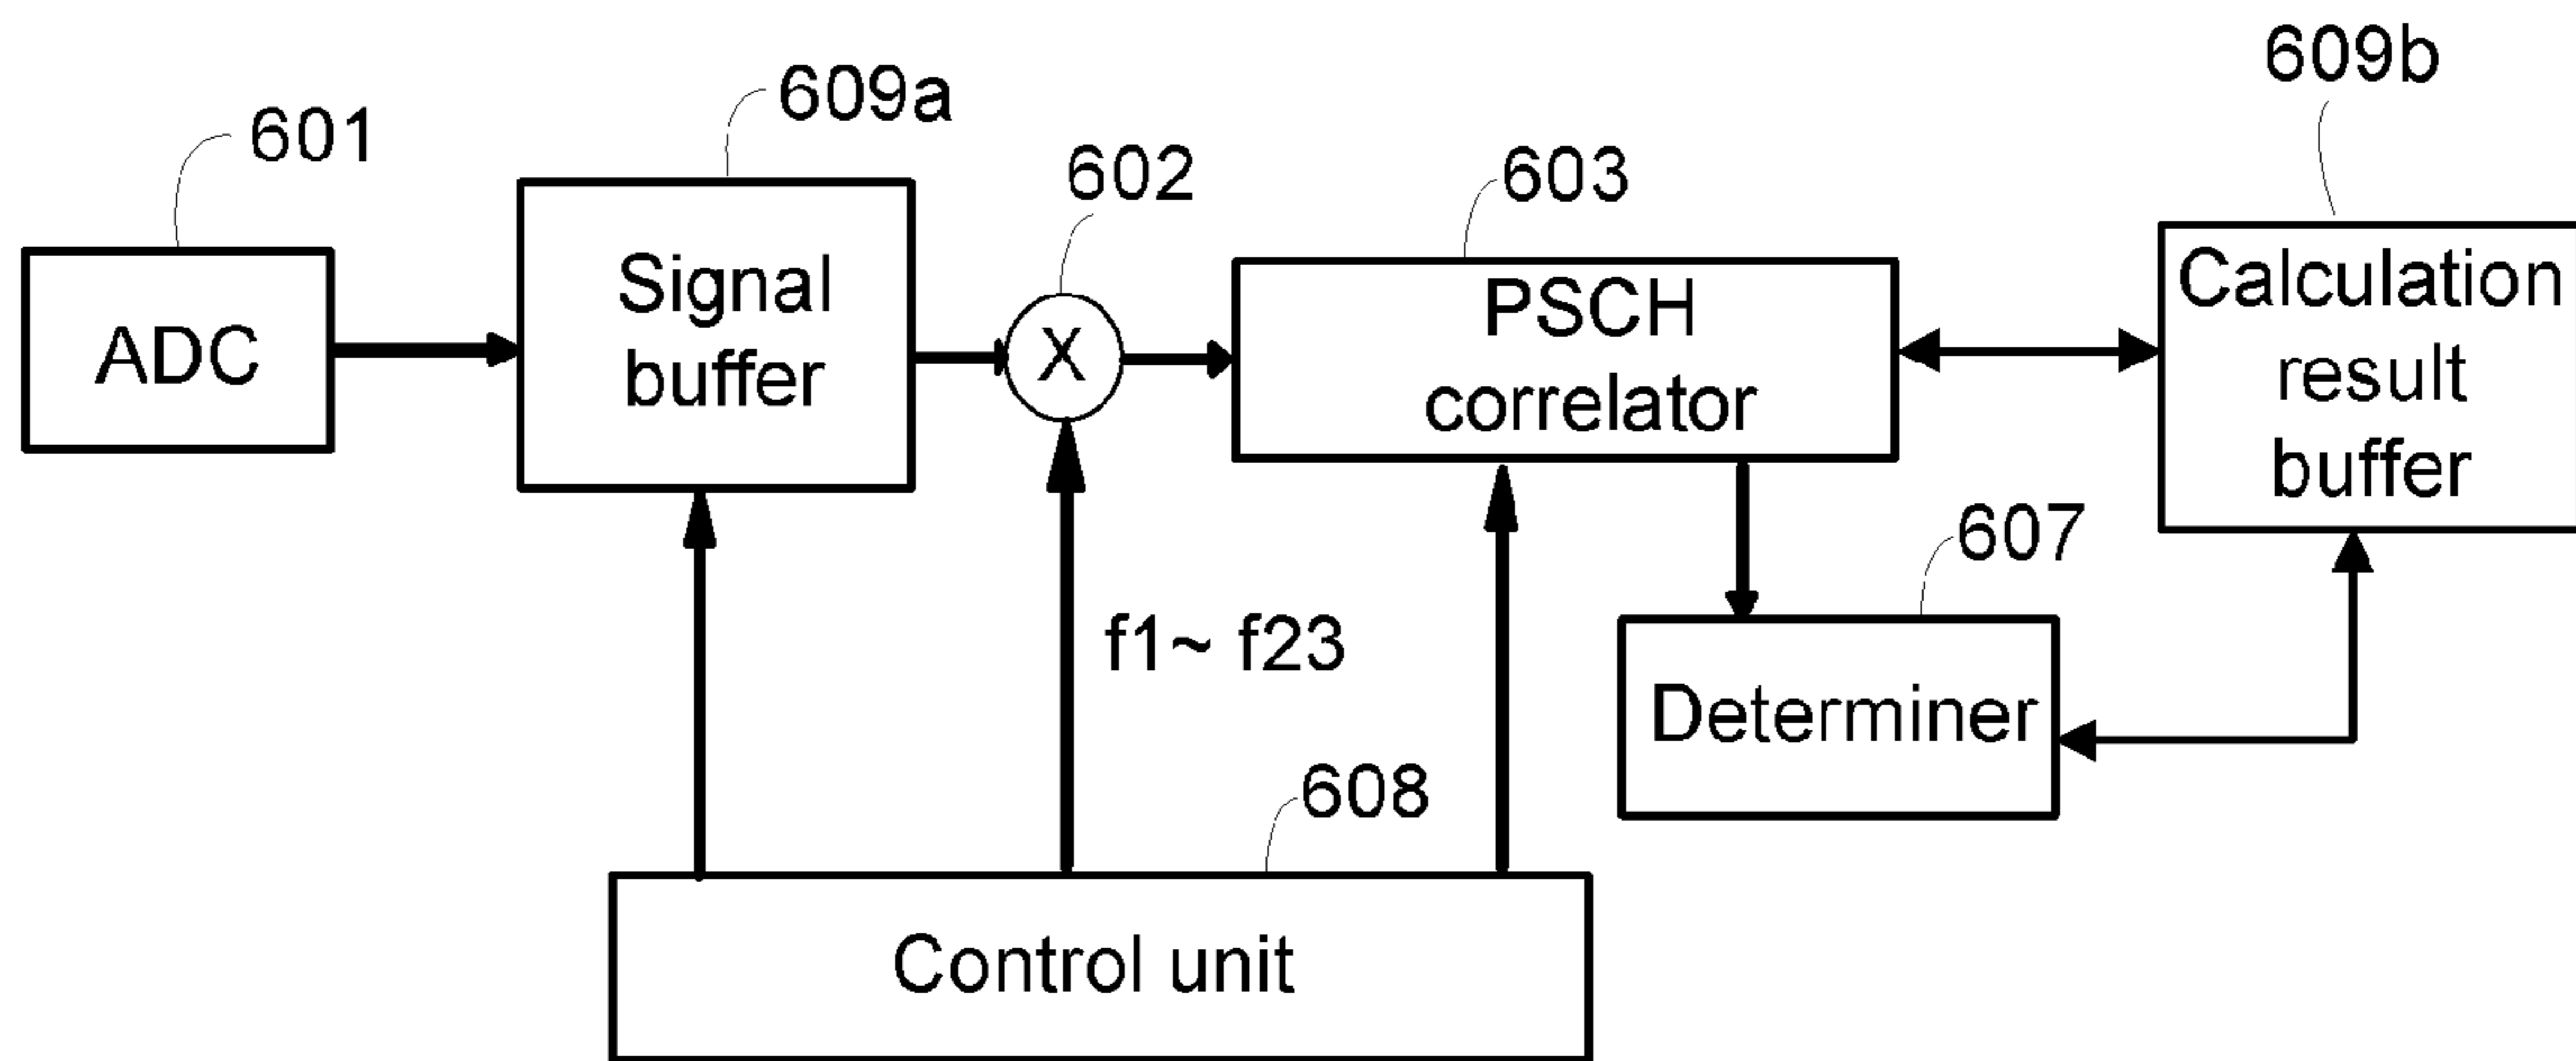 609b
609a
601
602
603
ADC
Signal
buffer
X
PSCH
correlator
Calculation
result
buffer
607
f1~ f23
Determiner
608
Control unit